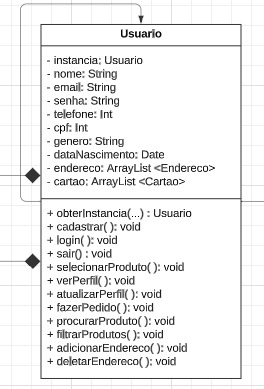 Usuario
- instancia; Usuario
- nome: String
- email: String
- senha: String
- telefone: Int
- cpf: Int
- genero: String
- dataNascimento: Date
- endereco: ArrayList <Endereco>
- cartao; ArrayList <Cartao>
+ obterInstancia(...) : Usuario
+ cadastrar( ): void
+ login( ): void
+ sair() : void
+ selecionarProduto( ): void
+ verPerfil( ): void
+ atualizarPerfil( ): void
+ fazerPedido( ): void
+ procurarProduto( ): void
+ filtrarProdutos( ): void
+ adicionarEndereco( ): void
+ deletarEndereco( ); void